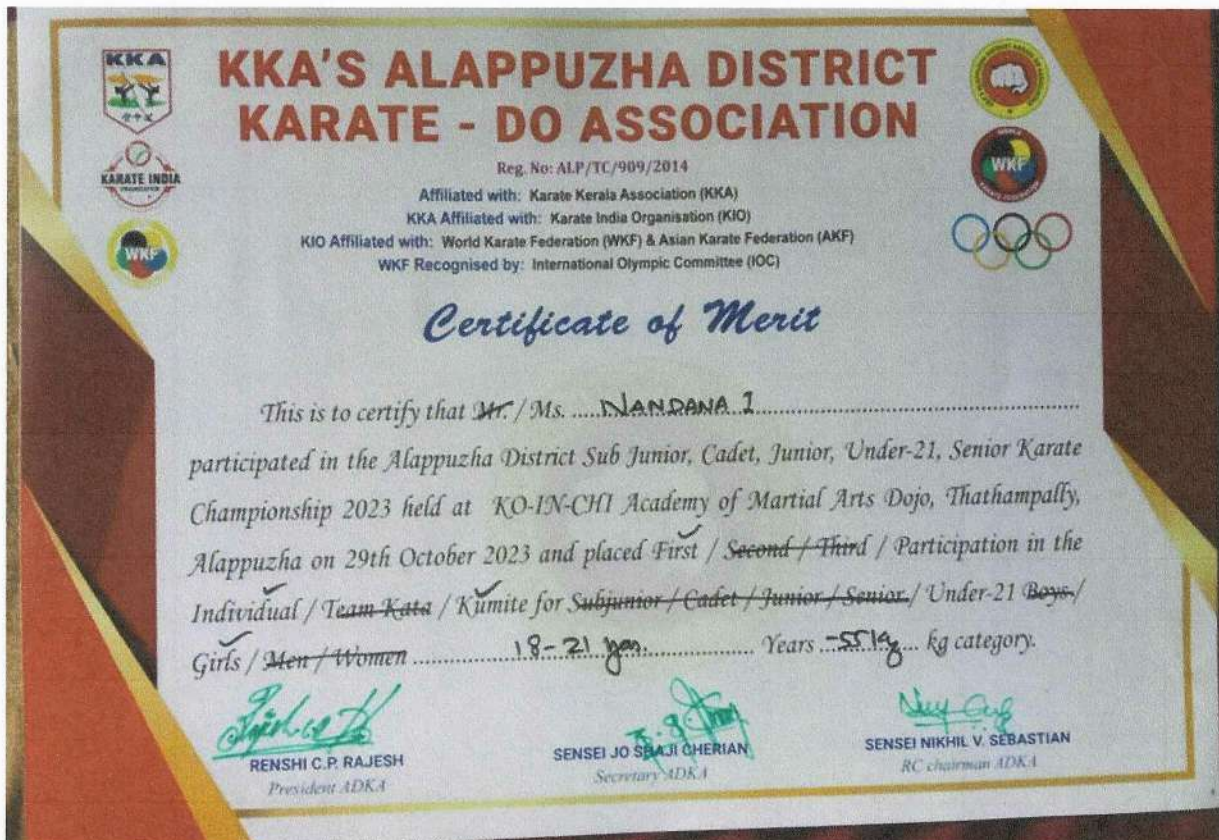 KKA
KARATE INDIA
ORGANIZATION
WKF
KKA'S ALAPPUZHA DISTRICT
KARATE - DO ASSOCIATION
Reg. No: ALP/TC/909/2014
Affiliated with: Karate Kerala Association (KKA)
KKA Affiliated with: Karate India Organisation (KIO)
KIO Affiliated with: World Karate Federation (WKF) & Asian Karate Federation (AKF)
WKF Recognised by: International Olympic Committee (IOC)
WORLD
WKF
KARATE FEDERATION
Certificate of Merit
This is to certify that Mr. / Ms. .....NANDANA I.....
participated in the Alappuzha District Sub Junior, Cadet, Junior, Under-21, Senior Karate
Championship 2023 held at KO-IN-CHI Academy of Martial Arts Dojo, Thathampally,
Alappuzha on 29th October 2023 and placed First / Second / Third / Participation in the
Individual / Team Kata / Kumite for Subjunior / Cadet / Junior / Senior / Under-21 Boys /
Girls / Men / Women ..... 18-21 yrs. ..... Years ...-55kg... kg category.
RENSHI C.P. RAJESH
President ADKA
SENSEI JO SHAJI CHERIAN
Secretary ADKA
SENSEI NIKHIL V. SEBASTIAN
RC chairman ADKA